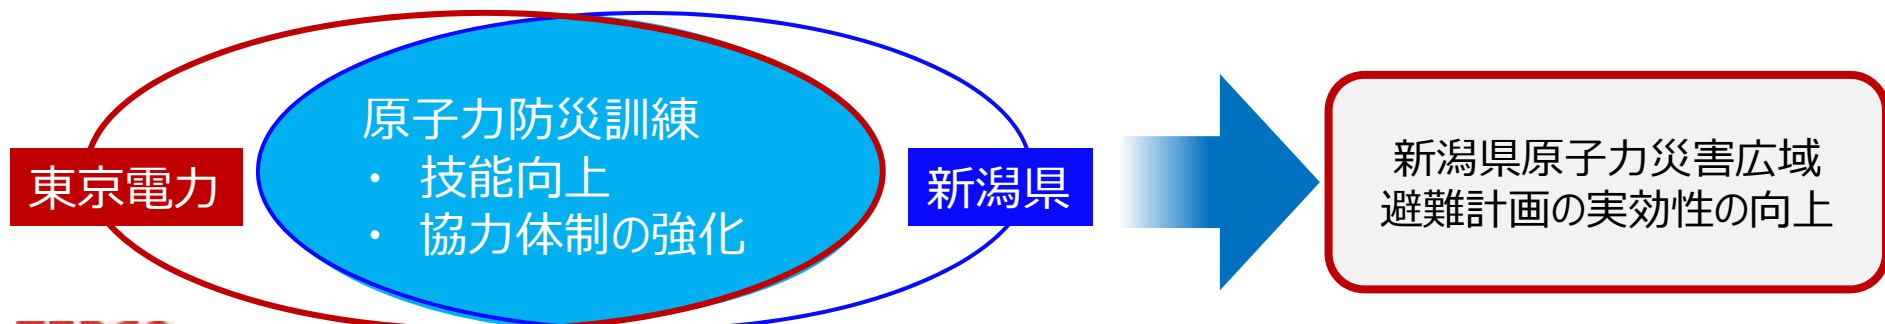 原子力防災訓練
・ 技能向上
・ 協力体制の強化
東京電力
新潟県
新潟県原子力災害広域
避難計画の実効性の向上